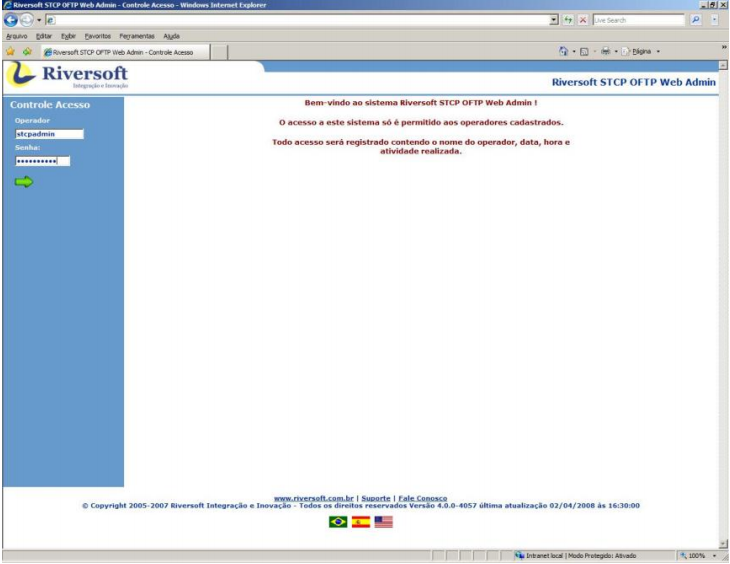 Riversoft STCP OFTP Web Admin - Controle Acesso - Windows Internet Explorer
Live Search
Arquivo Editar Exibir Favoritos Ferramentas Ajuda
Riversoft STCP OFTP Web Admin - Controle Acesso
Página
Riversoft
Integração e Inovação
Riversoft STCP OFTP Web Admin
Controle Acesso
Operador
stcpadmin
Senha:
Bem-vindo ao sistema Riversoft STCP OFTP Web Admin !
O acesso a este sistema só é permitido aos operadores cadastrados.
Todo acesso será registrado contendo o nome do operador, data, hora e
atividade realizada.
www.riversoft.com.br | Suporte | Fale Conosco
© Copyright 2005-2007 Riversoft Integração e Inovação - Todos os direitos reservados Versão 4.0.0-4057 última atualização 02/04/2008 às 16:30:00
Intranet local | Modo Protegido: Ativado
100%